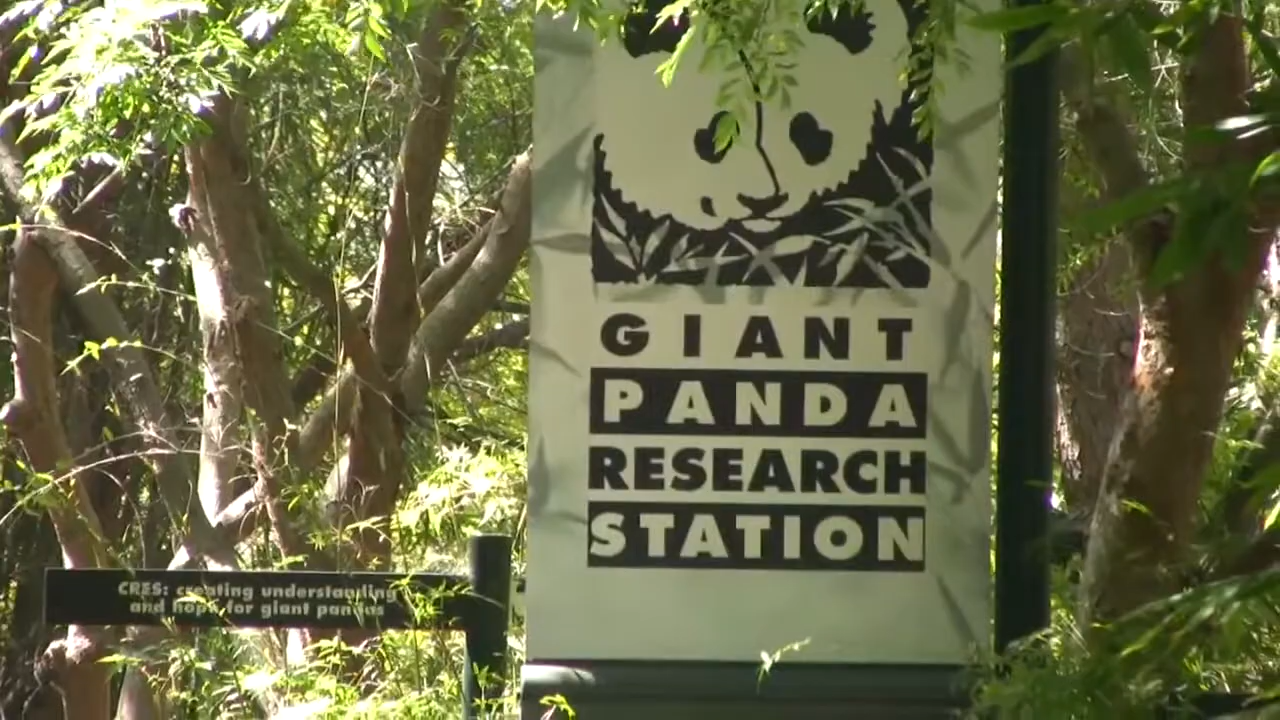 GIANT
PANDA
RESEARCH
STATION
CRES: creating understanding
and hope for giant pandas